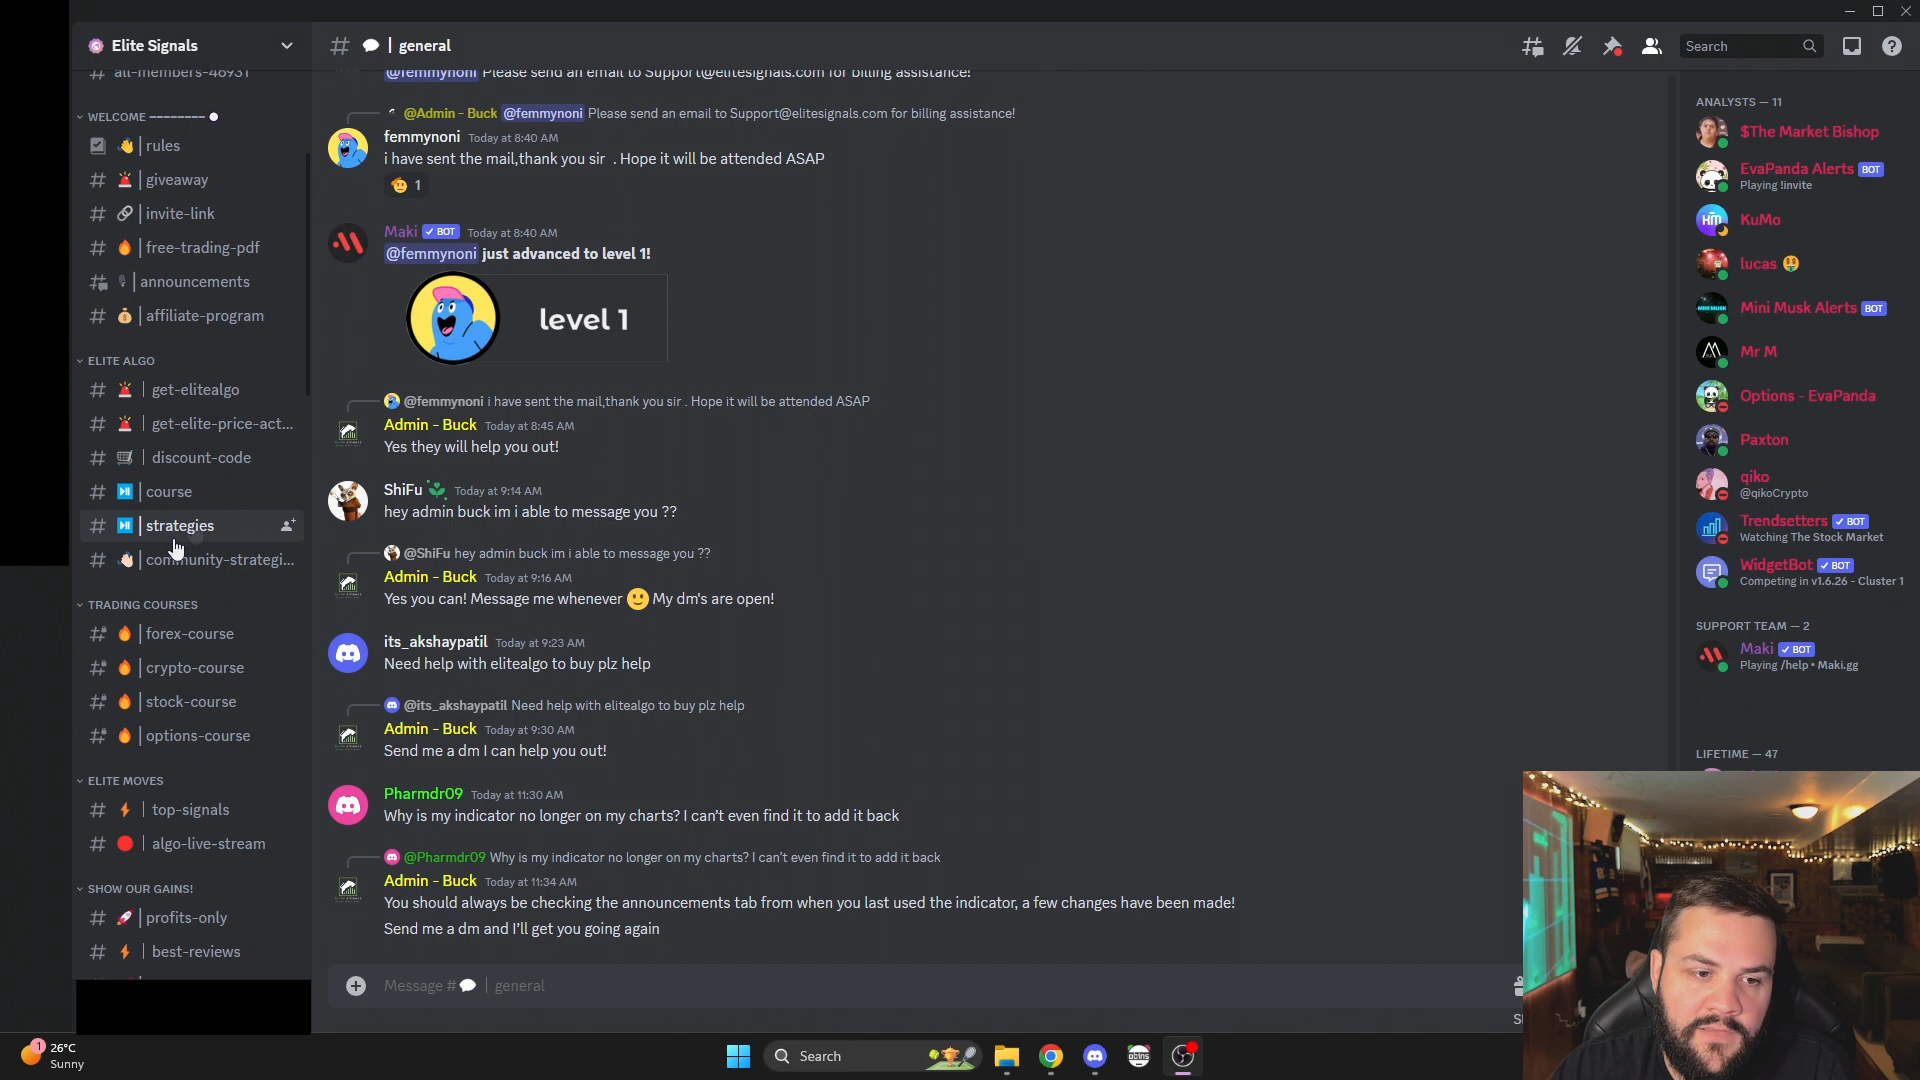 Elite Signals
all-members-46931
WELCOME --------
rules
giveaway
invite-link
free-trading-pdf
announcements
affiliate-program
ELITE ALGO
get-elitealgo
get-elite-price-act...
discount-code
course
strategies
community-strategi...
TRADING COURSES
forex-course
crypto-course
stock-course
options-course
ELITE MOVES
top-signals
algo-live-stream
SHOW OUR GAINS!
profits-only
best-reviews
general
Search
@femmynoni Please send an email to Support@elitesignals.com for billing assistance!
@Admin - Buck @femmynoni Please send an email to Support@elitesignals.com for billing assistance!
femmynoni Today at 8:40 AM
i have sent the mail,thank you sir . Hope it will be attended ASAP
1
Maki BOT Today at 8:40 AM
@femmynoni just advanced to level 1!
level 1
@femmynoni i have sent the mail,thank you sir . Hope it will be attended ASAP
Admin - Buck Today at 8:45 AM
Yes they will help you out!
ShiFu Today at 9:14 AM
hey admin buck im i able to message you ??
@ShiFu hey admin buck im i able to message you ??
Admin - Buck Today at 9:16 AM
Yes you can! Message me whenever My dm's are open!
its_akshaypatil Today at 9:23 AM
Need help with elitealgo to buy plz help
@its_akshaypatil Need help with elitealgo to buy plz help
Admin - Buck Today at 9:30 AM
Send me a dm I can help you out!
Pharmdr09 Today at 11:30 AM
Why is my indicator no longer on my charts? I can't even find it to add it back
@Pharmdr09 Why is my indicator no longer on my charts? I can't even find it to add it back
Admin - Buck Today at 11:34 AM
You should always be checking the announcements tab from when you last used the indicator, a few changes have been made!
Send me a dm and I'll get you going again
Message # general
ANALYSTS — 11
$The Market Bishop
EvaPanda Alerts BOT
Playing !invite
KuMo
lucas
Mini Musk Alerts BOT
Mr M
Options - EvaPanda
Paxton
qiko
@qikoCrypto
Trendsetters BOT
Watching The Stock Market
WidgetBot BOT
Competing in v1.6.26 - Cluster 1
SUPPORT TEAM — 2
Maki BOT
Playing /help • Maki.gg
LIFETIME — 47
1
26°C
Sunny
Search